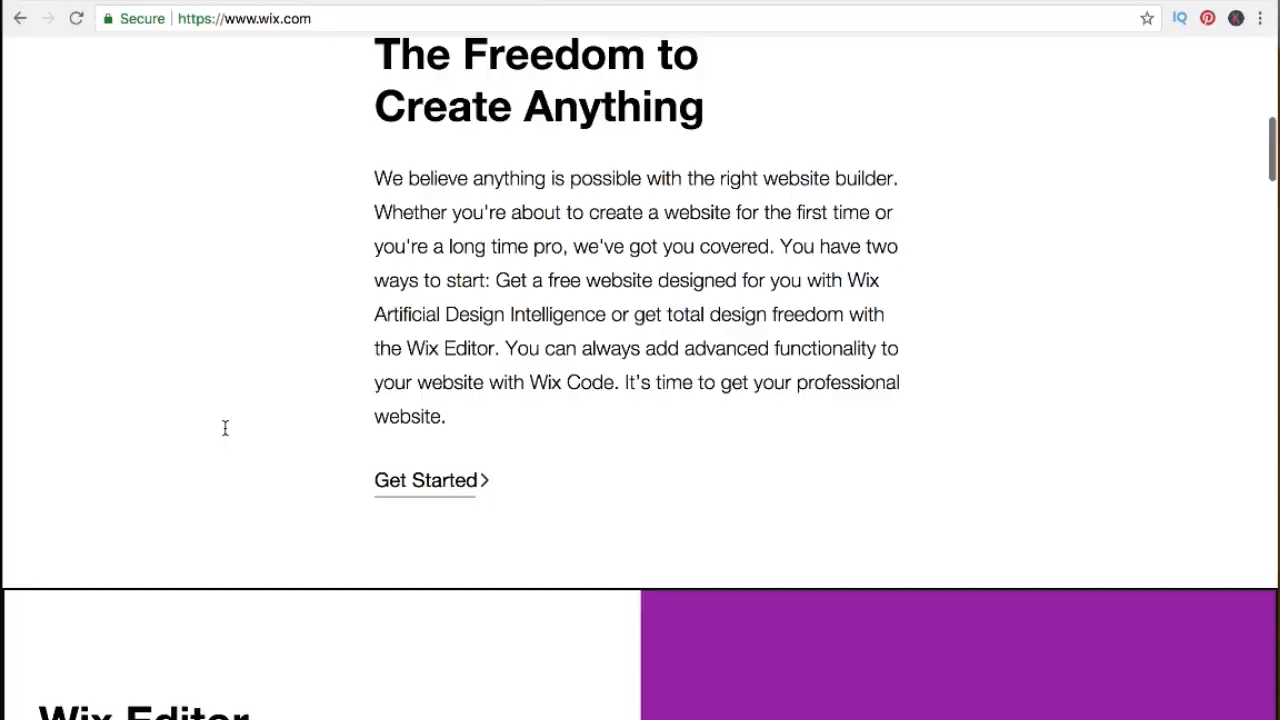 Secure https://www.wix.com IQ
The Freedom to
Create Anything
We believe anything is possible with the right website builder.
Whether you're about to create a website for the first time or
you're a long time pro, we've got you covered. You have two
ways to start: Get a free website designed for you with Wix
Artificial Design Intelligence or get total design freedom with
the Wix Editor. You can always add advanced functionality to
your website with Wix Code. It’s time to get your professional
website.
Get Started>
Wix Editor